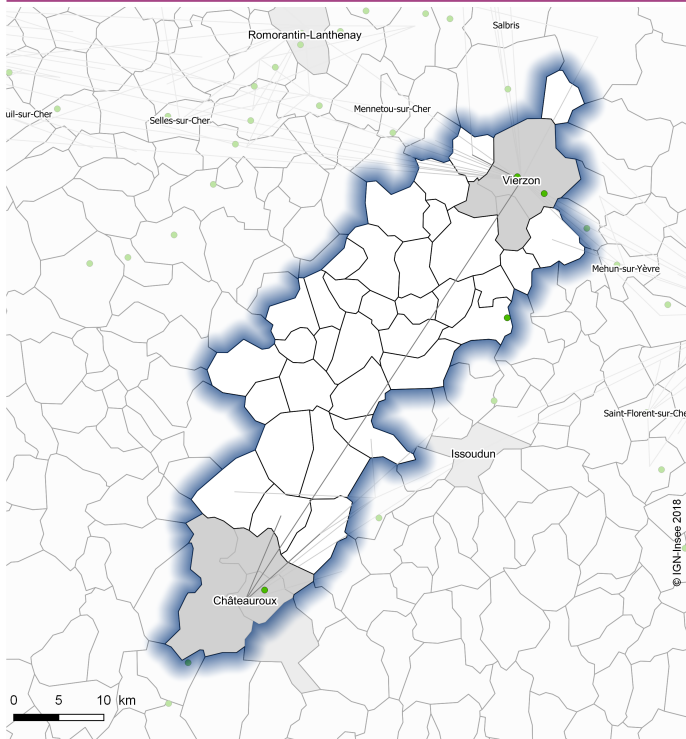 Salbris
Romorantin-Lanthenay
Mennetou-sur-Cher
uil-sur-Cher
Selles-sur-Cher
Vierzon
Mehun-sur-Yèvre
Saint-Florent-sur-Che
Issoudun
© IGN-Insee 2018
Châteauroux
0 5 10 km